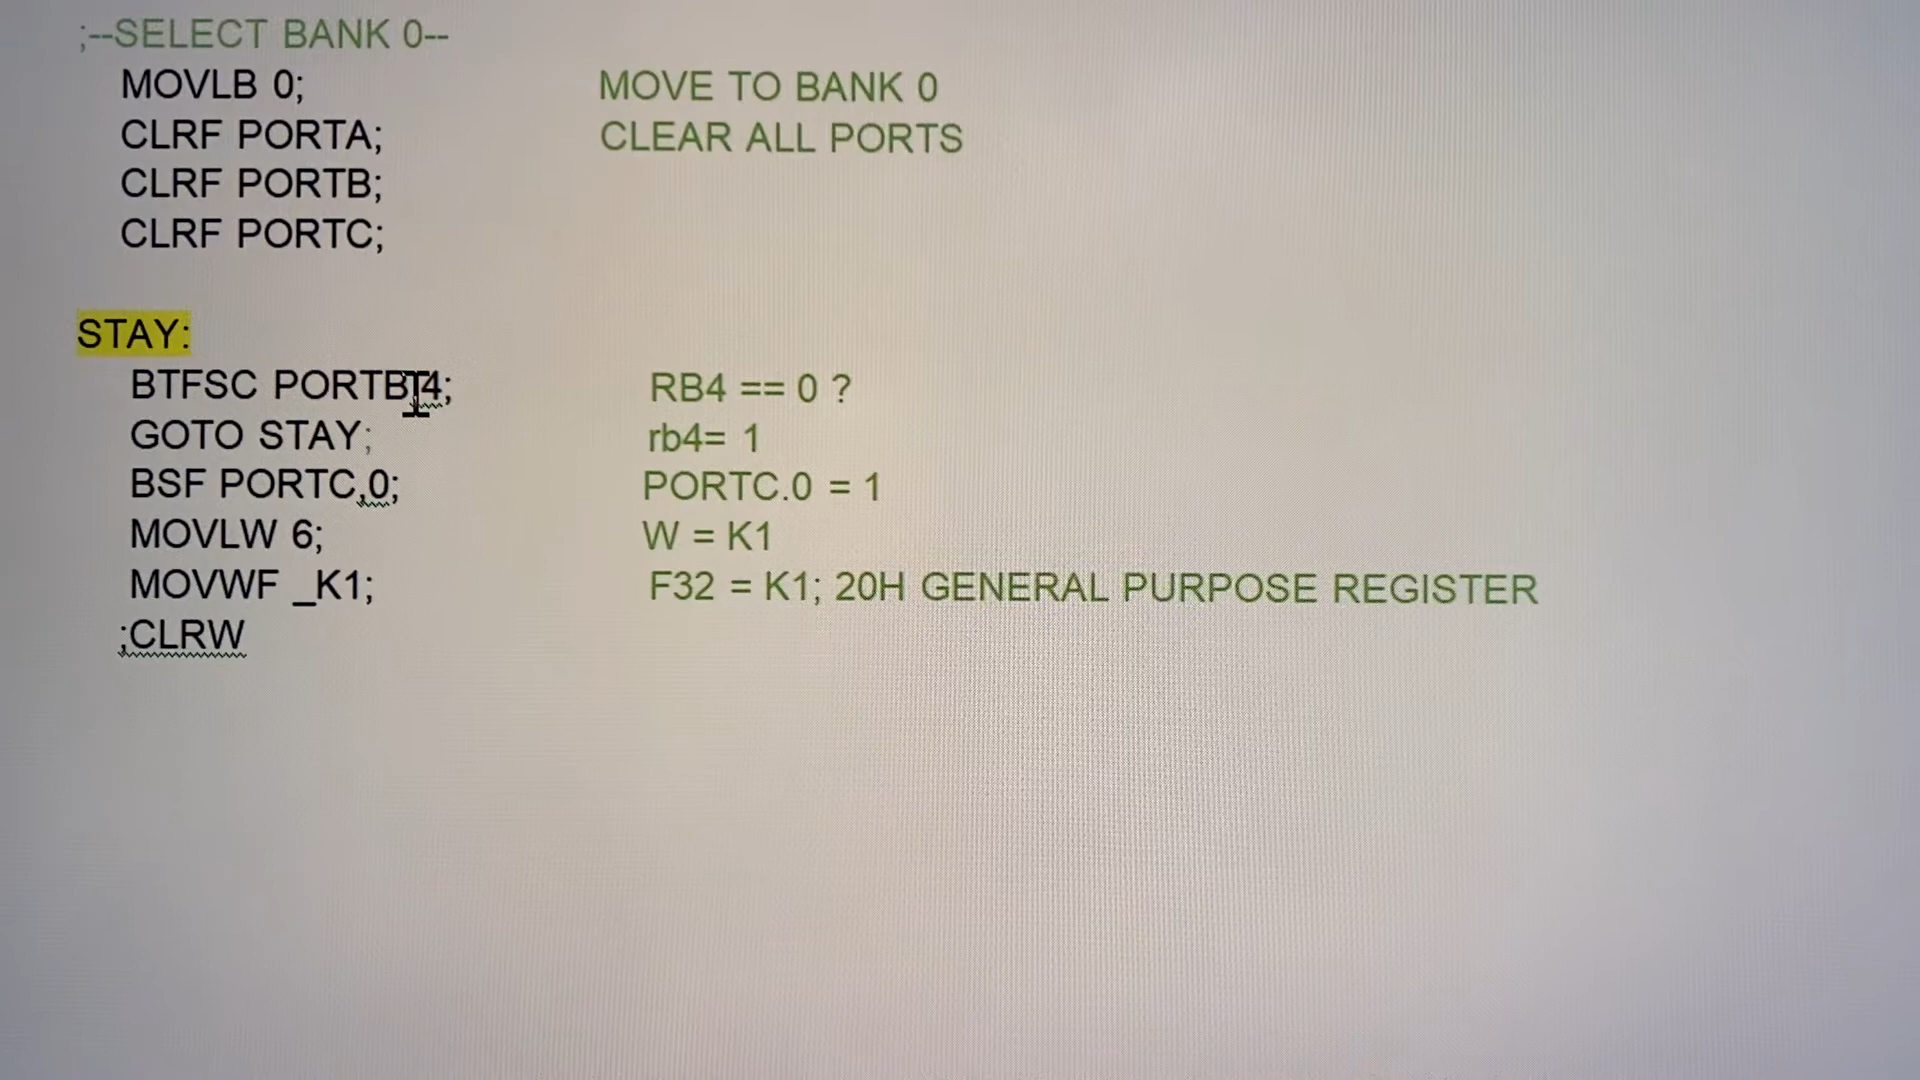 ;--SELECT BANK 0--
MOVLB 0; MOVE TO BANK 0
CLRF PORTA; CLEAR ALL PORTS
CLRF PORTB;
CLRF PORTC;
STAY:
BTFSC PORTB,4; RB4 == 0 ?
GOTO STAY; rb4= 1
BSF PORTC,0; PORTC.0 = 1
MOVLW 6; W = K1
MOVWF _K1; F32 = K1; 20H GENERAL PURPOSE REGISTER
;CLRW